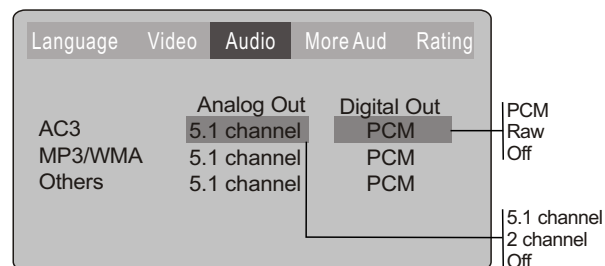 Language Video Audio More Aud Rating
Analog Out Digital Out
AC3 5.1 channel PCM
MP3/WMA 5.1 channel PCM
Others 5.1 channel PCM
PCM
Raw
Off
5.1 channel
2 channel
Off